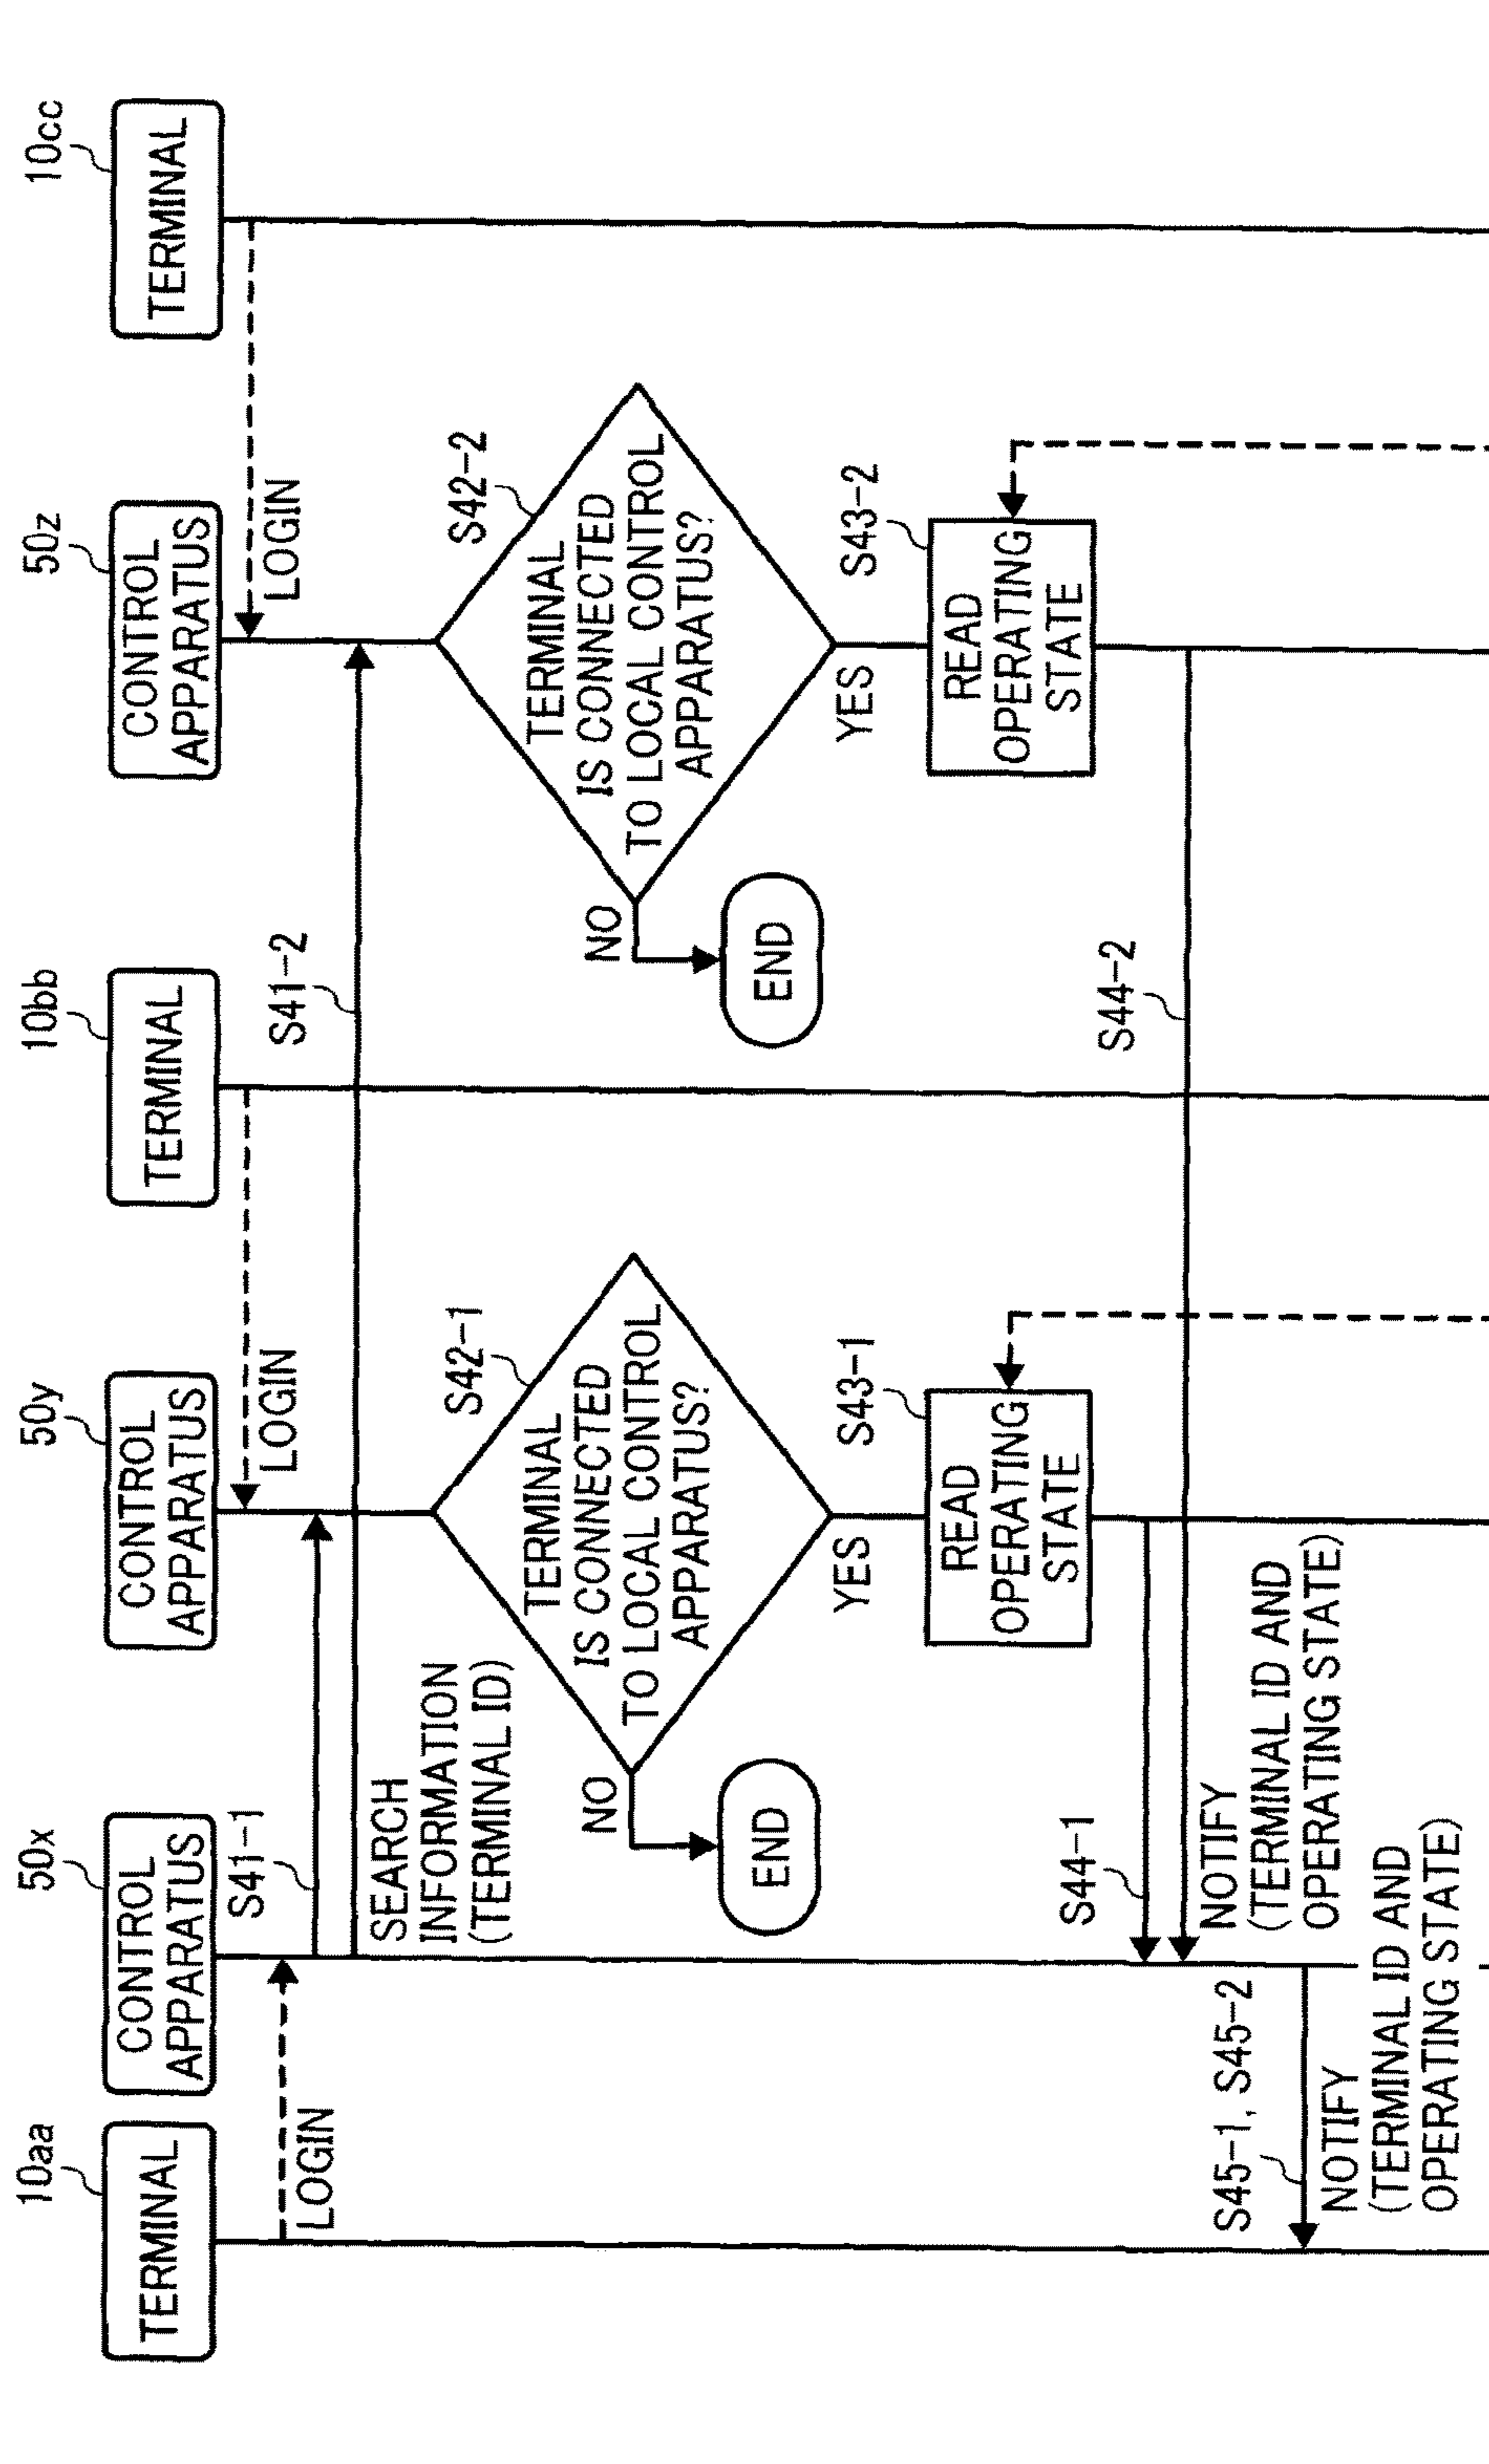 10aa
TERMINAL
50x
CONTROL
APPARATUS
50y
CONTROL
APPARATUS
10bb
TERMINAL
50z
CONTROL
APPARATUS
10cc
TERMINAL
LOGIN
LOGIN
LOGIN
S41-1
S41-2
SEARCH
INFORMATION
(TERMINAL ID)
S42-1
TERMINAL
IS CONNECTED
TO LOCAL CONTROL
APPARATUS?
NO
END
YES
S42-2
TERMINAL
IS CONNECTED
TO LOCAL CONTROL
APPARATUS?
NO
END
YES
S43-1
READ
OPERATING
STATE
S43-2
READ
OPERATING
STATE
S44-1
S44-2
NOTIFY
(TERMINAL ID AND
OPERATING STATE)
S45-1, S45-2
NOTIFY
(TERMINAL ID AND
OPERATING STATE)